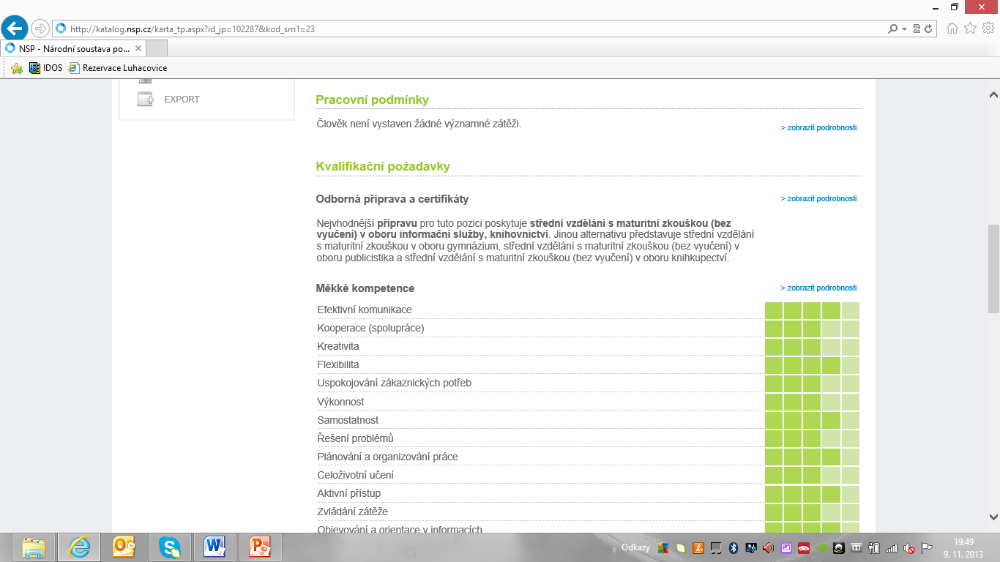 http://katalog.nsp.cz/karta_tp.aspx?id_jp=102287&kod_sm1=23
NSP - Národní soustava po...
IDOS
Rezervace Luhacovice
EXPORT
Pracovní podmínky
Člověk není vystaven žádné významné zátěži.
> zobrazit podrobnosti
Kvalifikační požadavky
Odborná příprava a certifikáty
> zobrazit podrobnosti
Nejvhodnější přípravu pro tuto pozici poskytuje střední vzdělání s maturitní zkouškou (bez
vyučení) v oboru informační služby, knihovnictví. Jinou alternativu představuje střední vzdělání
s maturitní zkouškou v oboru gymnázium, střední vzdělání s maturitní zkouškou (bez vyučení) v
oboru publicistika a střední vzdělání s maturitní zkouškou (bez vyučení) v oboru knihkupectví.
Měkké kompetence
> zobrazit podrobnosti
Efektivní komunikace
Kooperace (spolupráce)
Kreativita
Flexibilita
Uspokojování zákaznických potřeb
Výkonnost
Samostatnost
Řešení problémů
Plánování a organizování práce
Celoživotní učení
Aktivní přístup
Zvládání zátěže
Objevování a orientace v informacích
Odkazy
19:49
9. 11. 2013